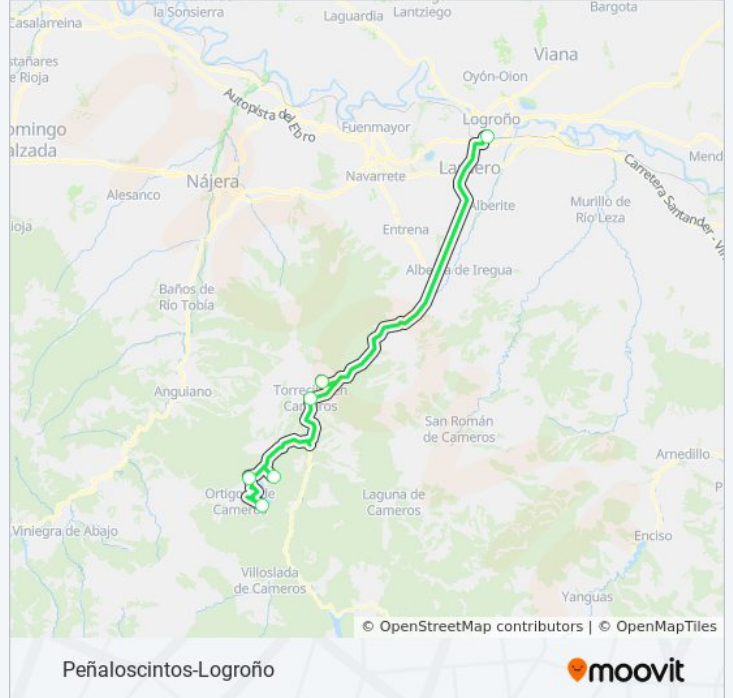 la Sonsierra
Laguardia
Lantziego
Bargota
Casalarreina
Viana
stañares
e Rioja
Oyón-Oion
Autopista del Ebro
Logroño
omingo
alzada
Fuenmayor
Mend
Lardero
Carretera Santander - Vin
Navarrete
Nájera
Alesanco
Alberite
Murillo de
Río Leza
Entrena
ioja
Albelda de Iregua
Baños de
Río Tobía
Anguiano
Torrecilla en
Cameros
San Román
de Cameros
Arnedillo
P
Ortigosa de
Cameros
Laguna de
Cameros
Viniegra de Abajo
Enciso
Villoslada
de Cameros
Yanguas
© OpenStreetMap contributors | © OpenMapTiles
Peñaloscintos-Logroño
moovit